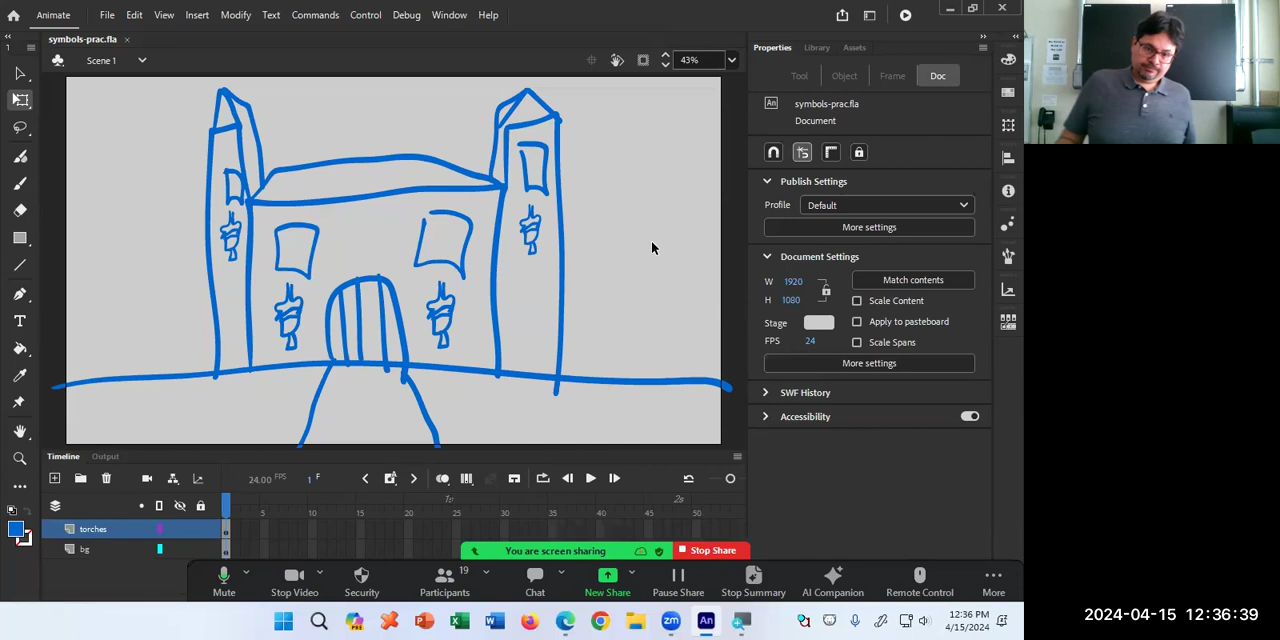 Animate File Edit View Insert Modify Text Commands Control Debug Window Help
symbols-prac.fla ×
Scene 1 43%
Properties Library Assets
Tool Object Frame Doc
An symbols-prac.fla
Document
Publish Settings
Profile Default
More settings
Document Settings
W 1920 Match contents
H 1080 Scale Content
Stage Apply to pasteboard
FPS 24 Scale Spans
More settings
SWF History
Accessibility
Timeline Output
24.00 FPS 1 F
1s 2s
5 10 15 20 25 30 35 40 45 50
torches
bg
You are screen sharing Stop Share
19
Mute Stop Video Security Participants Chat New Share Pause Share Stop Summary AI Companion Remote Control More
12:36 PM
4/15/2024
2024-04-15 12:36:39